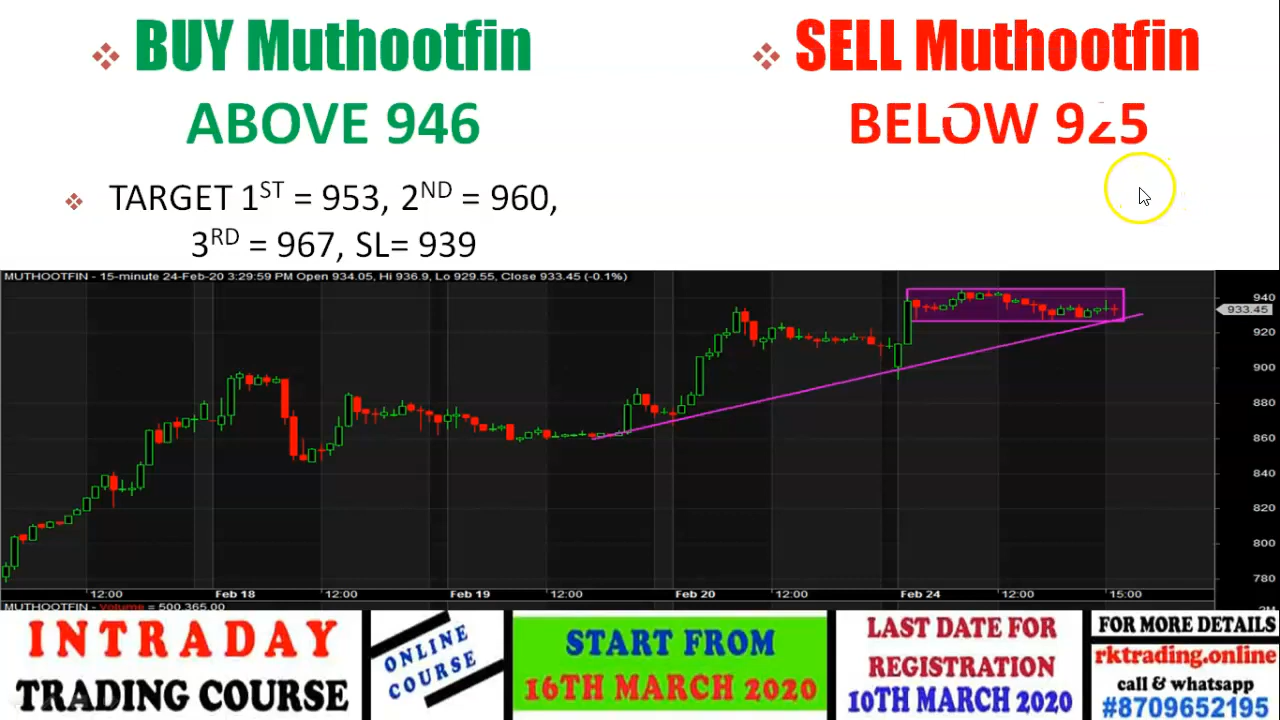 ❖ BUY Muthootfin
ABOVE 946
❖ TARGET 1ST = 953, 2ND = 960,
3RD = 967, SL= 939
❖ SELL Muthootfin
BELOW 925
MUTHOOTFIN - 15-minute 24-Feb-20 3:29:59 PM Open 934.05, Hi 936.9, Lo 929.55, Close 933.45 (-0.1%)
940
933.45
920
900
880
860
840
820
800
780
12:00 Feb 18 12:00 Feb 19 12:00 Feb 20 12:00 Feb 24 12:00 15:00
MUTHOOTFIN - Volume = 500,365.00
INTRADAY
TRADING COURSE
ONLINE
COURSE
START FROM
16TH MARCH 2020
LAST DATE FOR
REGISTRATION
10TH MARCH 2020
FOR MORE DETAILS
rktrading.online
call & whatsapp
#8709652195